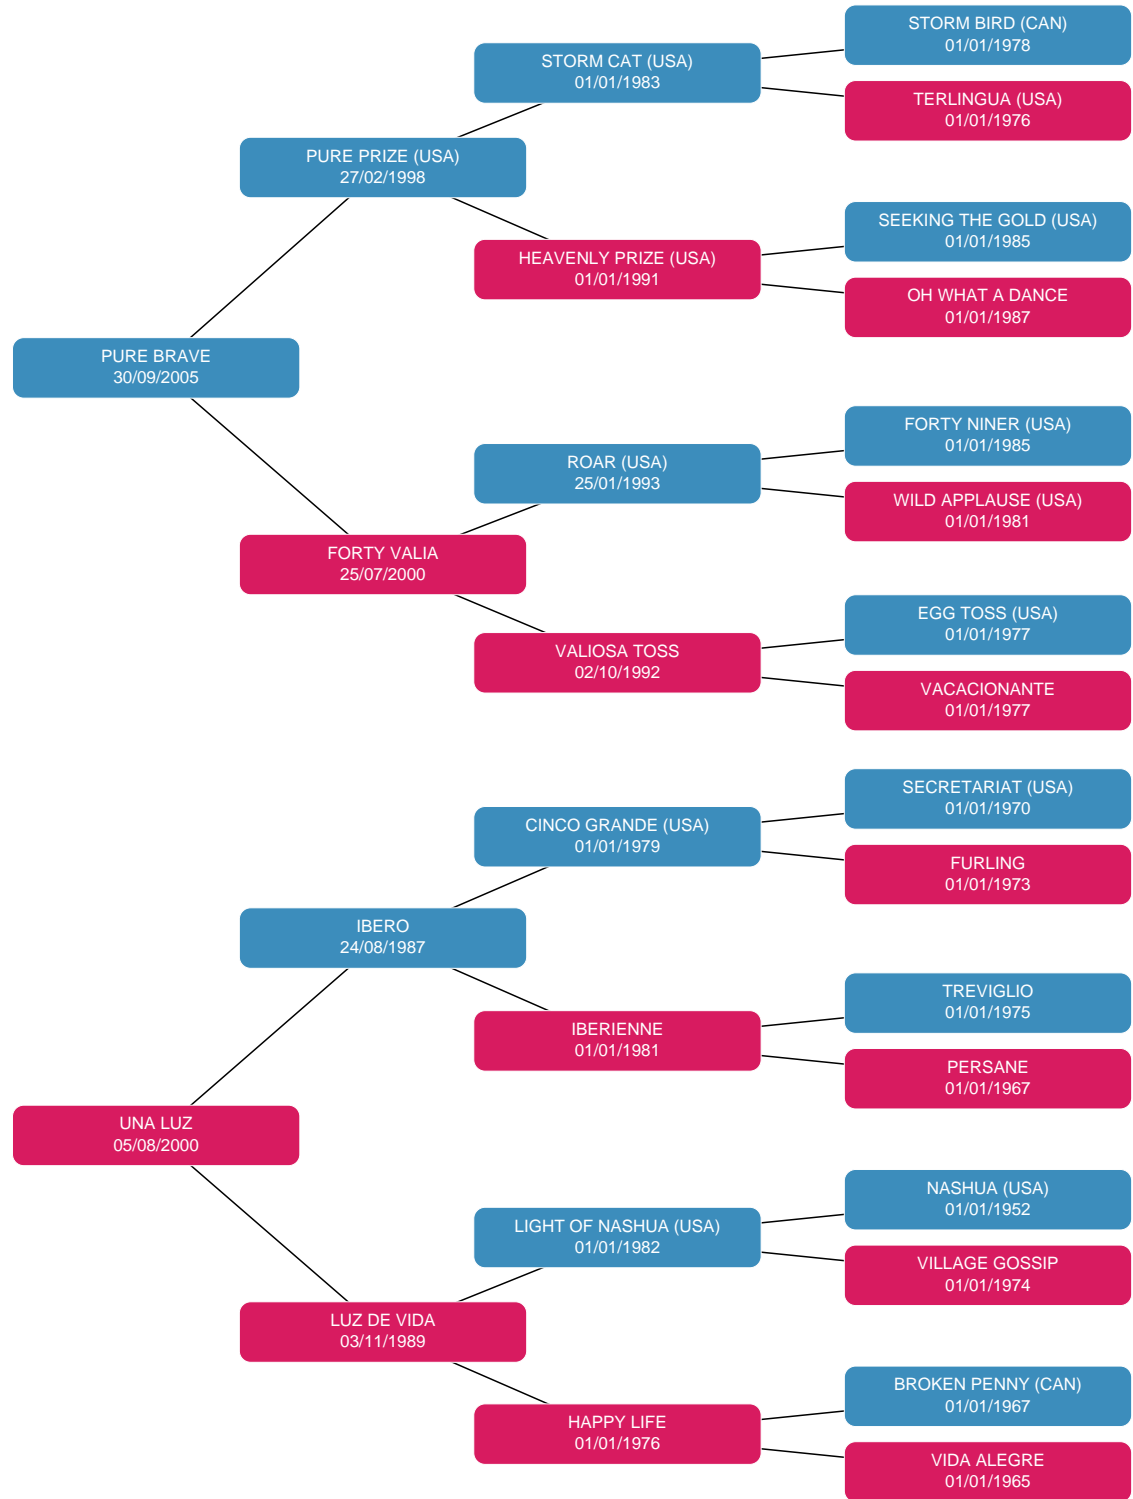 STORM BIRD (CAN)
01/01/1978
STORM CAT (USA)
01/01/1983
TERLINGUA (USA)
01/01/1976
PURE PRIZE (USA)
27/02/1998
SEEKING THE GOLD (USA)
01/01/1985
HEAVENLY PRIZE (USA)
01/01/1991
OH WHAT A DANCE
01/01/1987
PURE BRAVE
30/09/2005
FORTY NINER (USA)
01/01/1985
ROAR (USA)
25/01/1993
WILD APPLAUSE (USA)
01/01/1981
FORTY VALIA
25/07/2000
EGG TOSS (USA)
01/01/1977
VALIOSA TOSS
02/10/1992
VACACIONANTE
01/01/1977
SECRETARIAT (USA)
01/01/1970
CINCO GRANDE (USA)
01/01/1979
FURLING
01/01/1973
IBERO
24/08/1987
TREVIGLIO
01/01/1975
IBERIENNE
01/01/1981
PERSANE
01/01/1967
UNA LUZ
05/08/2000
NASHUA (USA)
01/01/1952
LIGHT OF NASHUA (USA)
01/01/1982
VILLAGE GOSSIP
01/01/1974
LUZ DE VIDA
03/11/1989
BROKEN PENNY (CAN)
01/01/1967
HAPPY LIFE
01/01/1976
VIDA ALEGRE
01/01/1965